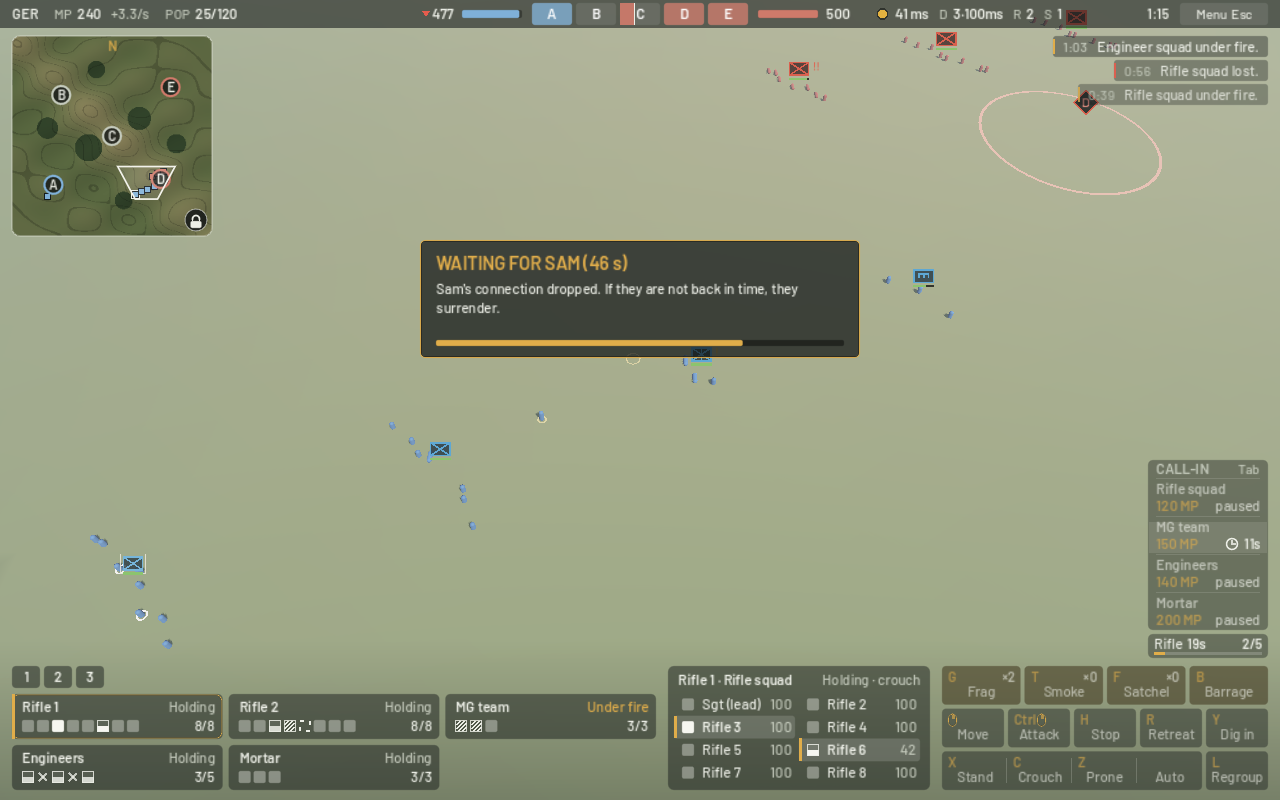 GER MP 240 +3.3/s POP 25/120
477 A B C D E 500
41ms D 3·100ms R 2 S 1 1:15 Menu Esc
1:03 Engineer squad under fire.
0:56 Rifle squad lost.
0:39 Rifle squad under fire.
N
B
E
C
A
D
D
E
WAITING FOR SAM (46 s)
Sam's connection dropped. If they are not back in time, they
surrender.
CALL-IN Tab
Rifle squad
120 MP paused
MG team
150 MP 11s
Engineers
140 MP paused
Mortar
200 MP paused
Rifle 19s 2/5
1 2 3
Rifle 1 Holding
8/8
Rifle 2 Holding
8/8
MG team Under fire
3/3
Engineers Holding
3/5
Mortar Holding
3/3
Rifle 1 · Rifle squad Holding · crouch
Sgt (lead) 100 Rifle 2 100
Rifle 3 100 Rifle 4 100
Rifle 5 100 Rifle 6 42
Rifle 7 100 Rifle 8 100
G ×2 Frag
T ×0 Smoke
F ×0 Satchel
B Barrage
Move
Ctrl Attack
H Stop
R Retreat
Y Dig in
X Stand
C Crouch
Z Prone
Auto
L Regroup